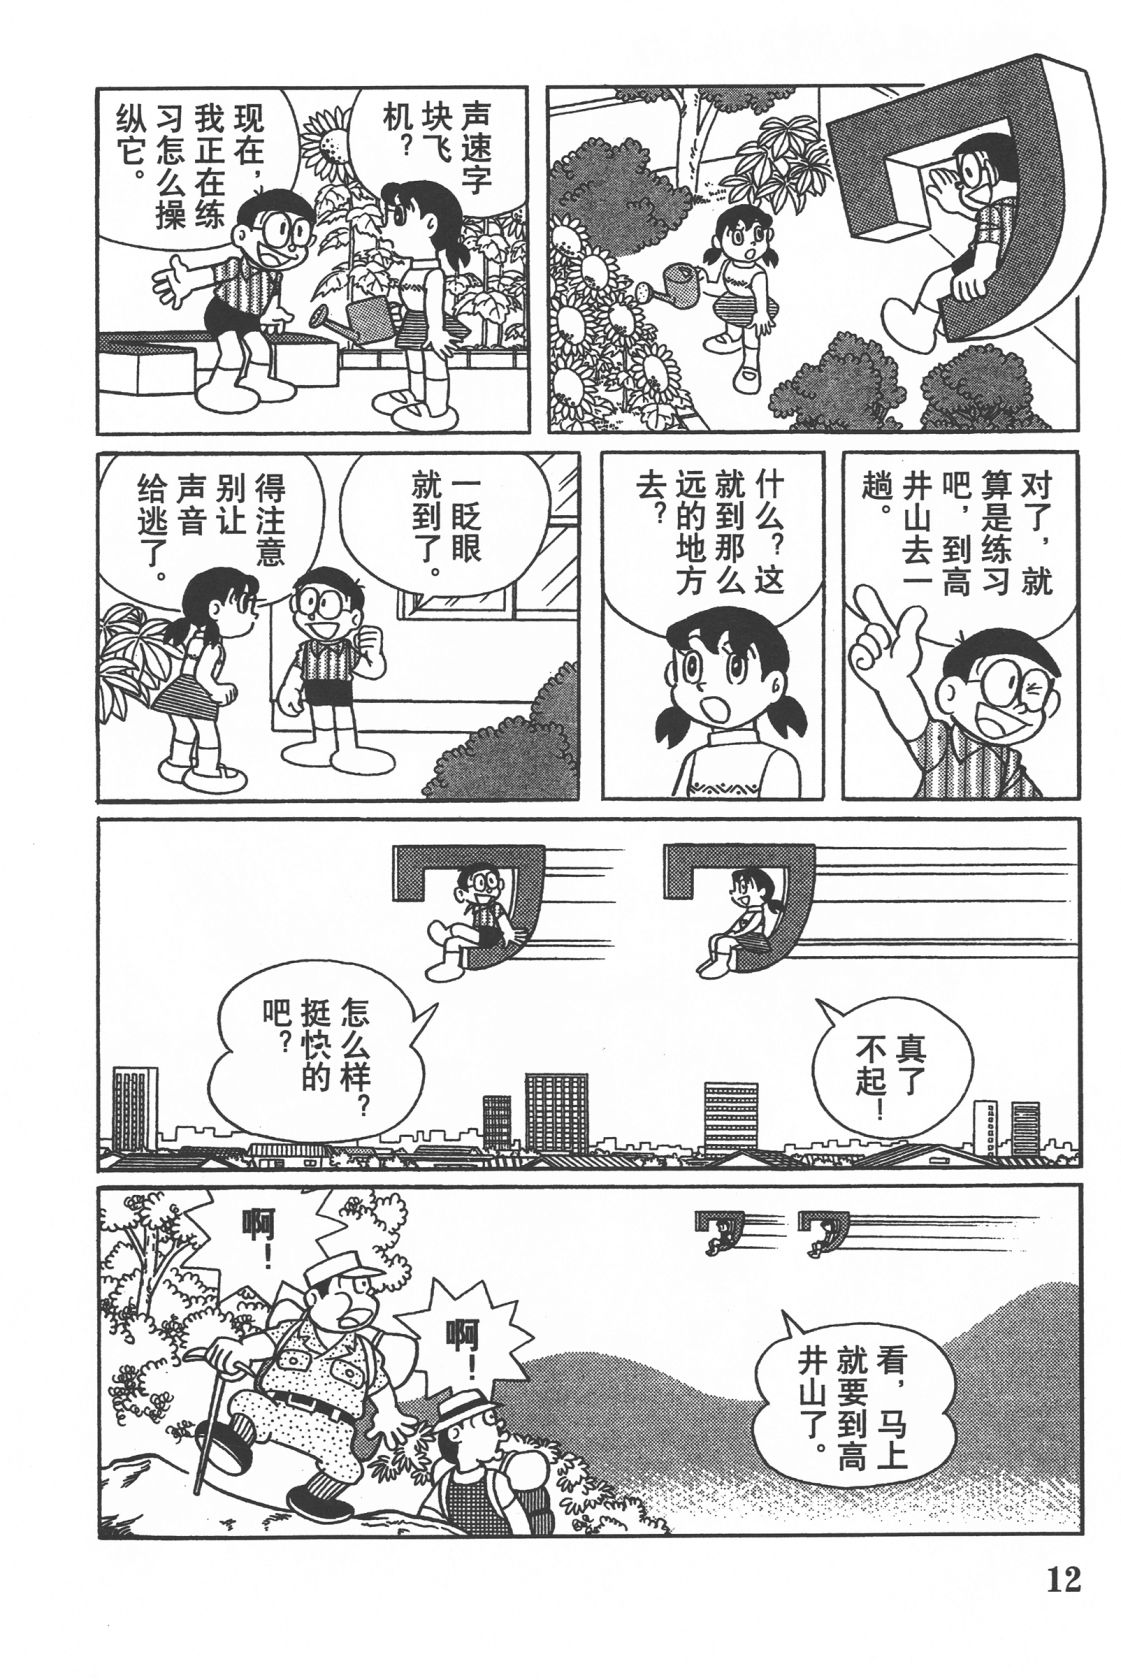 声速字
块飞
机？
现在，
我正在练
习怎么操
纵它。
对了，就
算是练习
吧，到高
井山去一
趟。
什么？这
就到那么
远的地方
去？
一眨眼
就到了。
得注意
别让
声音
给逃了。
真了
不起！
怎么样？
挺快的
吧？
看，马上
就要到高
井山了。
啊！
啊！
12